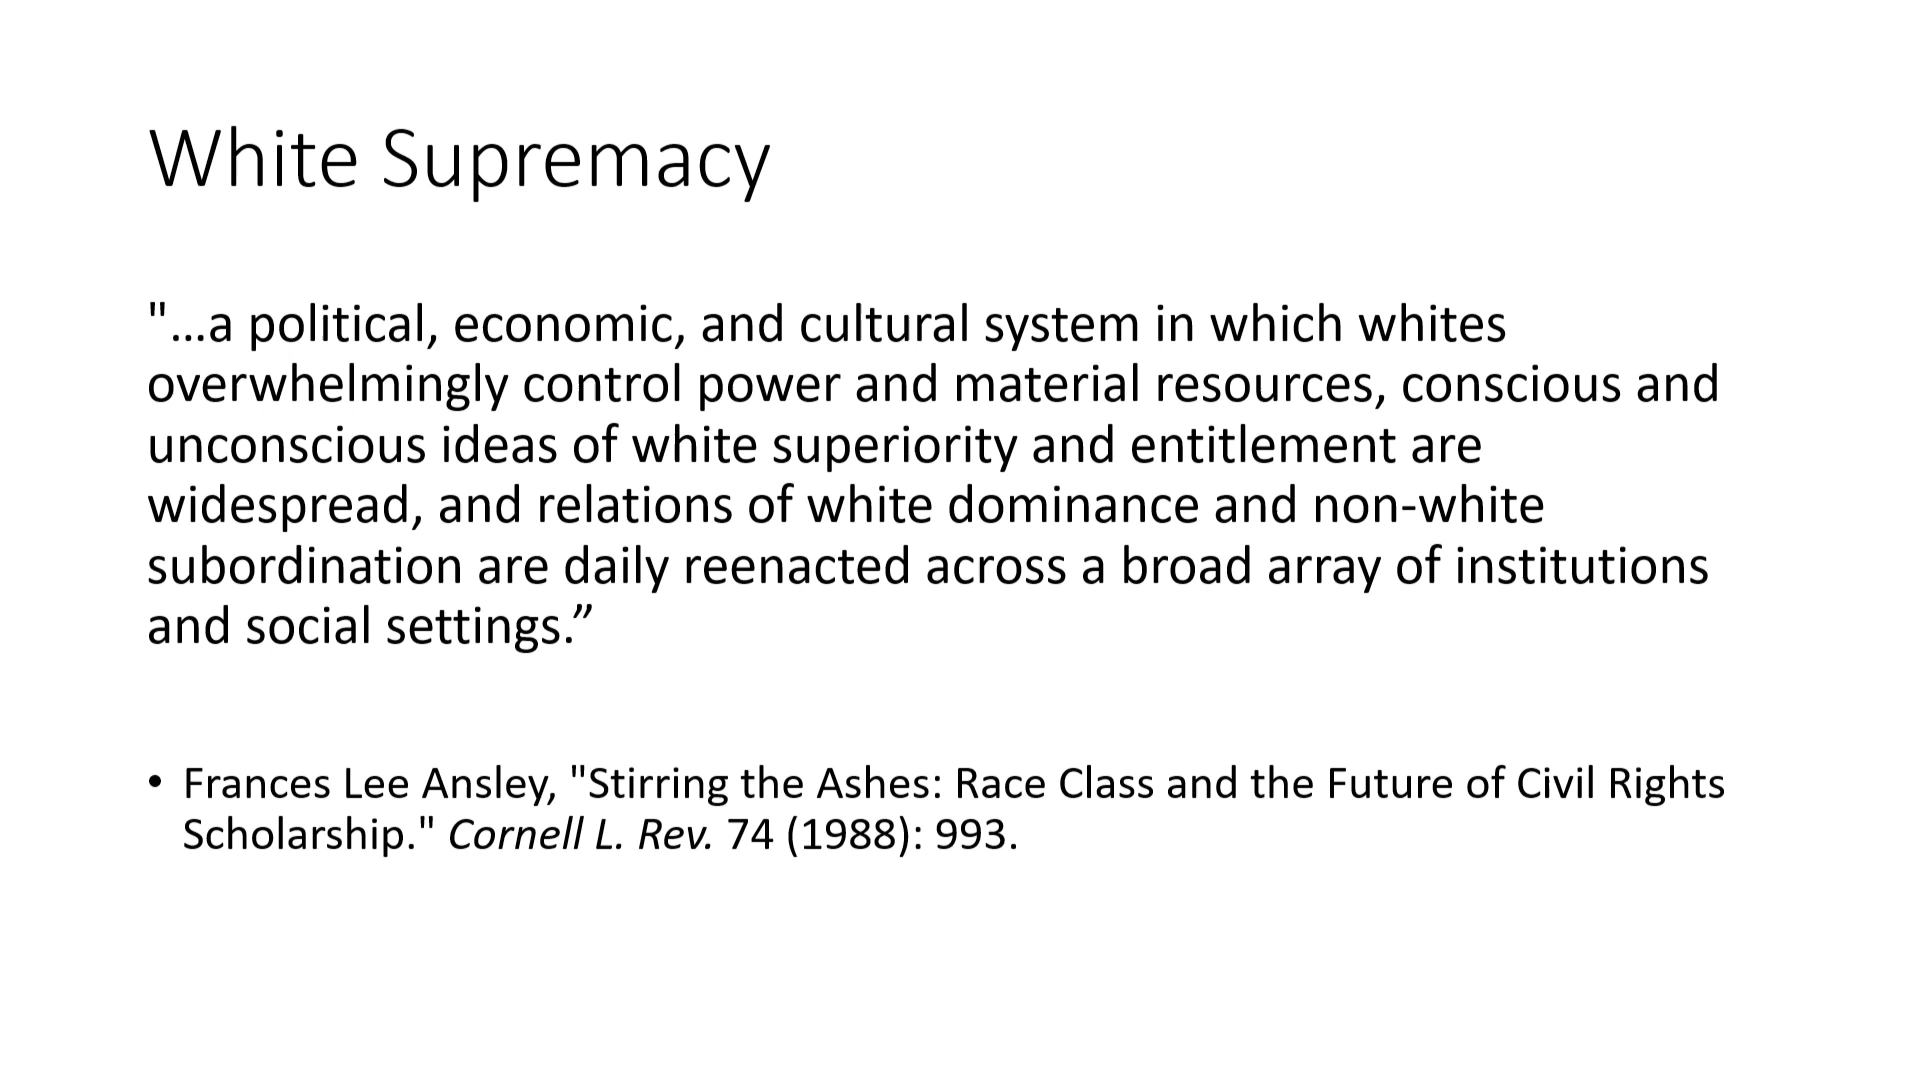 White Supremacy
"…a political, economic, and cultural system in which whites
overwhelmingly control power and material resources, conscious and
unconscious ideas of white superiority and entitlement are
widespread, and relations of white dominance and non-white
subordination are daily reenacted across a broad array of institutions
and social settings.”
• Frances Lee Ansley, "Stirring the Ashes: Race Class and the Future of Civil Rights
Scholarship." Cornell L. Rev. 74 (1988): 993.